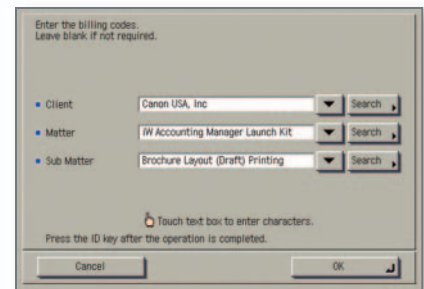 Enter the billing codes.
Leave blank if not required.
Client Canon USA, Inc Search
Matter iW Accounting Manager Launch Kit Search
Sub Matter Brochure Layout (Draft) Printing Search
Touch text box to enter characters.
Press the ID key after the operation is completed.
Cancel OK